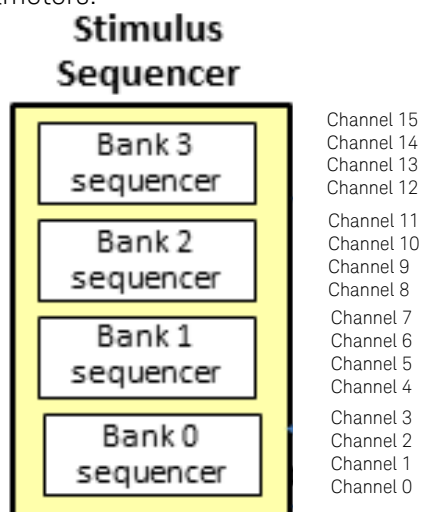 Stimulus
Sequencer
Bank 3
sequencer
Channel 15
Channel 14
Channel 13
Channel 12
Bank 2
sequencer
Channel 11
Channel 10
Channel 9
Channel 8
Bank 1
sequencer
Channel 7
Channel 6
Channel 5
Channel 4
Bank 0
sequencer
Channel 3
Channel 2
Channel 1
Channel 0